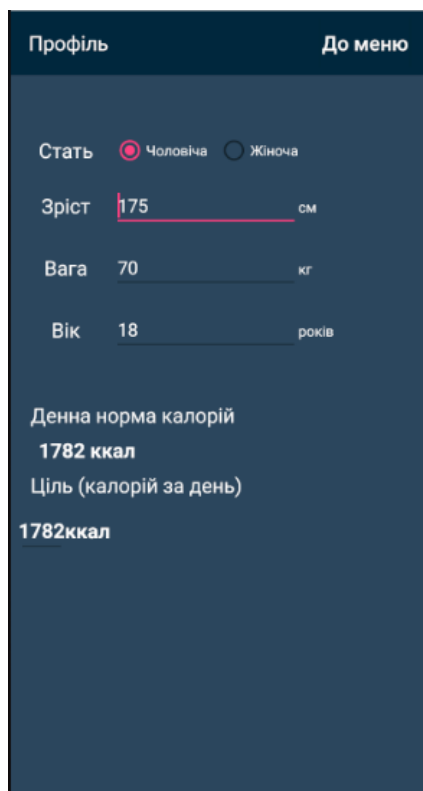 Профіль До меню
Стать Чоловіча Жіноча
Зріст 175 см
Вага 70 кг
Вік 18 років
Денна норма калорій
1782 ккал
Ціль (калорій за день)
1782ккал